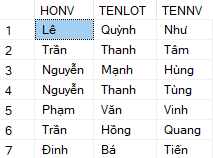 HONV TENLOT TENNV
1 Lê Quỳnh Như
2 Trần Thanh Tâm
3 Nguyễn Mạnh Hùng
4 Nguyễn Thanh Tùng
5 Phạm Văn Vinh
6 Trần Hồng Quang
7 Đinh Bá Tiến